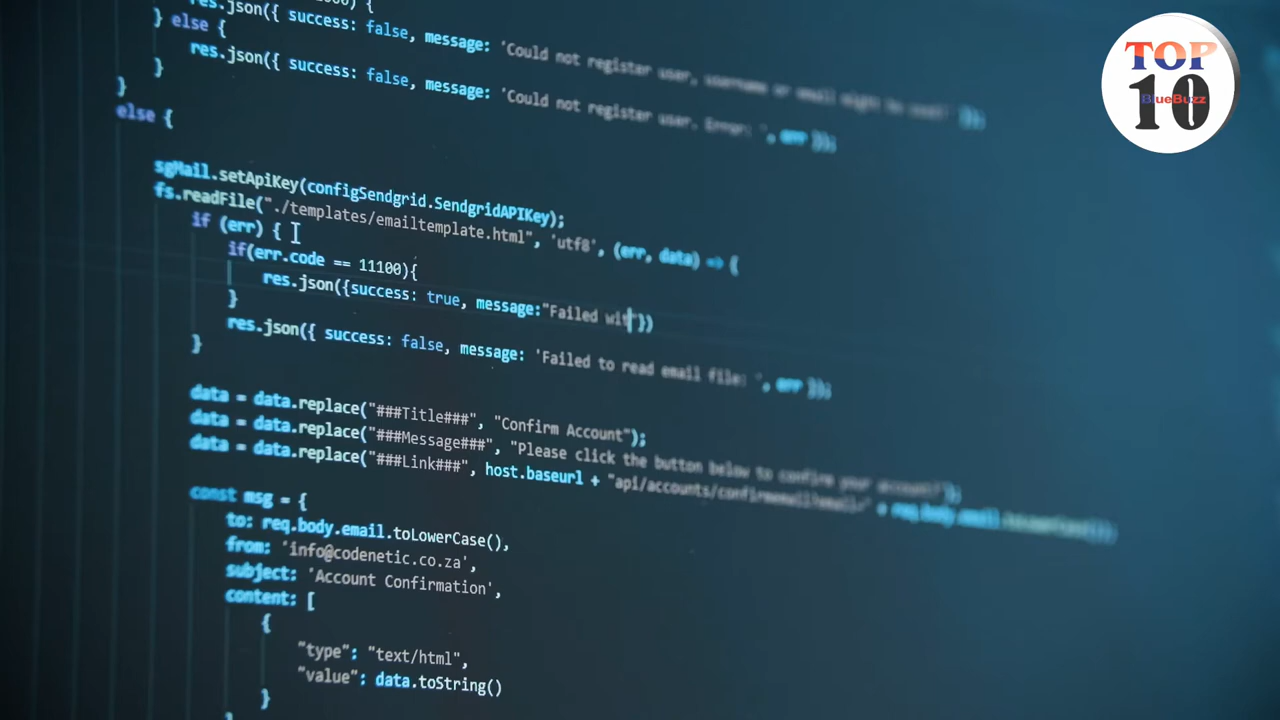 res.json({ success: false, message: 'Could not register user, username or email might be used' });
} else {
res.json({ success: false, message: 'Could not register user. Error: ', err });
}
}
else {
sgMail.setApiKey(configSendgrid.SendgridAPIKey);
fs.readFile("./templates/emailtemplate.html", 'utf8', (err, data) => {
if (err) {
if(err.code == 11100){
res.json({success: true, message:"Failed wit"})
}
res.json({ success: false, message: 'Failed to read email file: ', err });
}
data = data.replace("###Title###", "Confirm Account");
data = data.replace("###Message###", "Please click the button below to confirm your account!");
data = data.replace("###Link###", host.baseurl + "api/accounts/confirmemail?email=" + req.body.email.toLowerCase());
const msg = {
to: req.body.email.toLowerCase(),
from: 'info@codenetic.co.za',
subject: 'Account Confirmation',
content: [
{
"type": "text/html",
"value": data.toString()
}
TOP
10
BlueBuzz